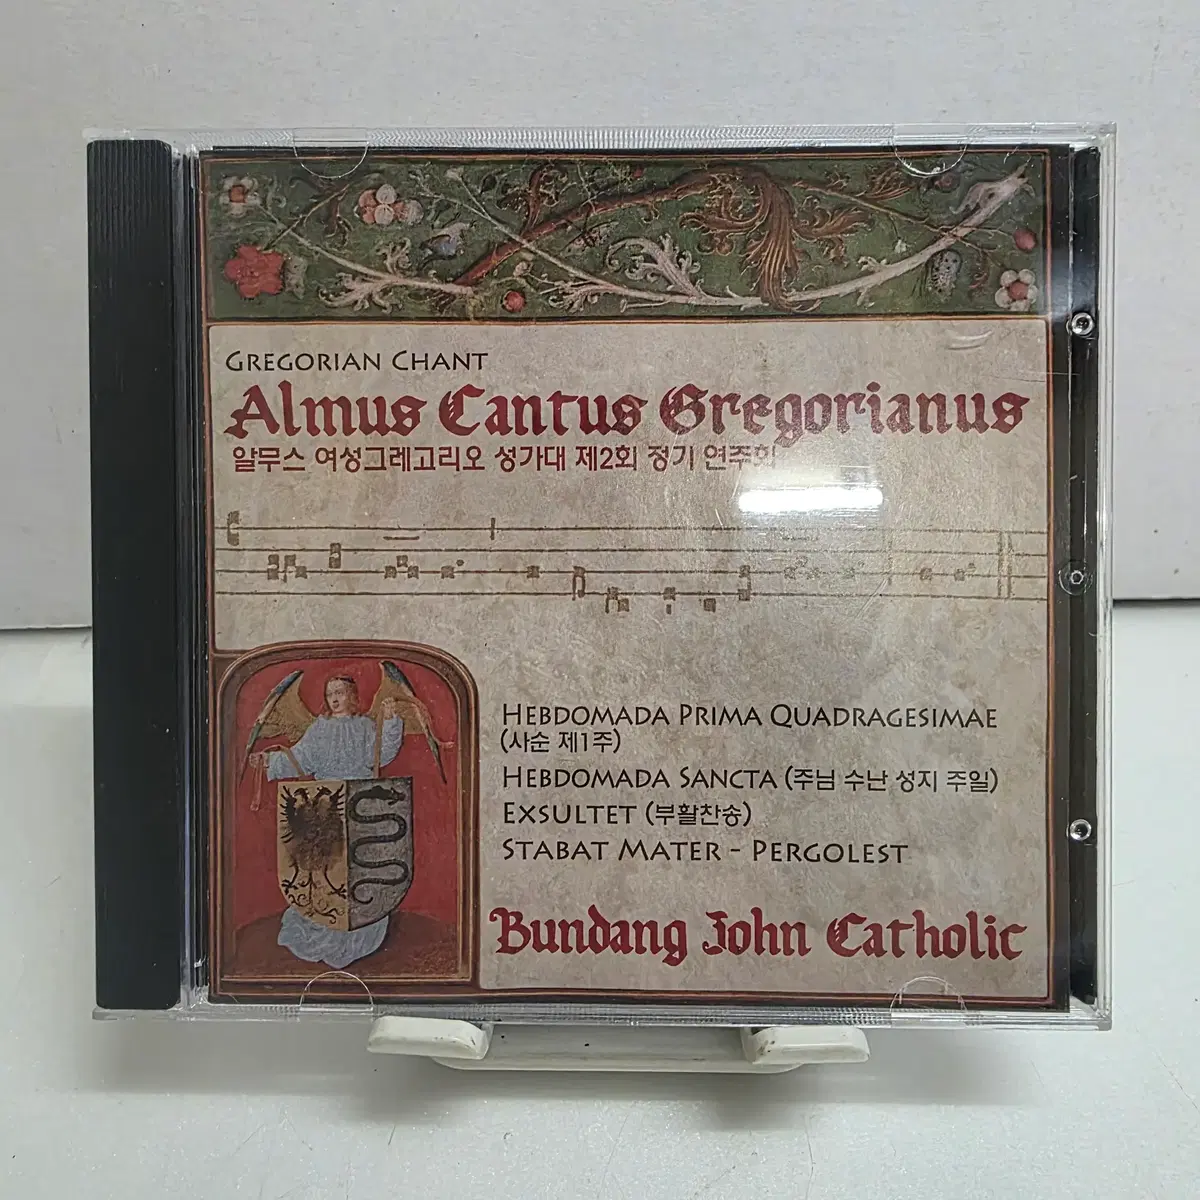 GREGORIAN CHANT
Almus Cantus Gregorianus
알무스 여성그레고리오 성가대 제2회 정기 연주회
HEBDOMADA PRIMA QUADRAGESIMAE
(사순 제1주)
HEBDOMADA SANCTA (주님 수난 성지 주일)
EXSULTET (부활찬송)
STABAT MATER - PERGOLEST
Bundang John Catholic